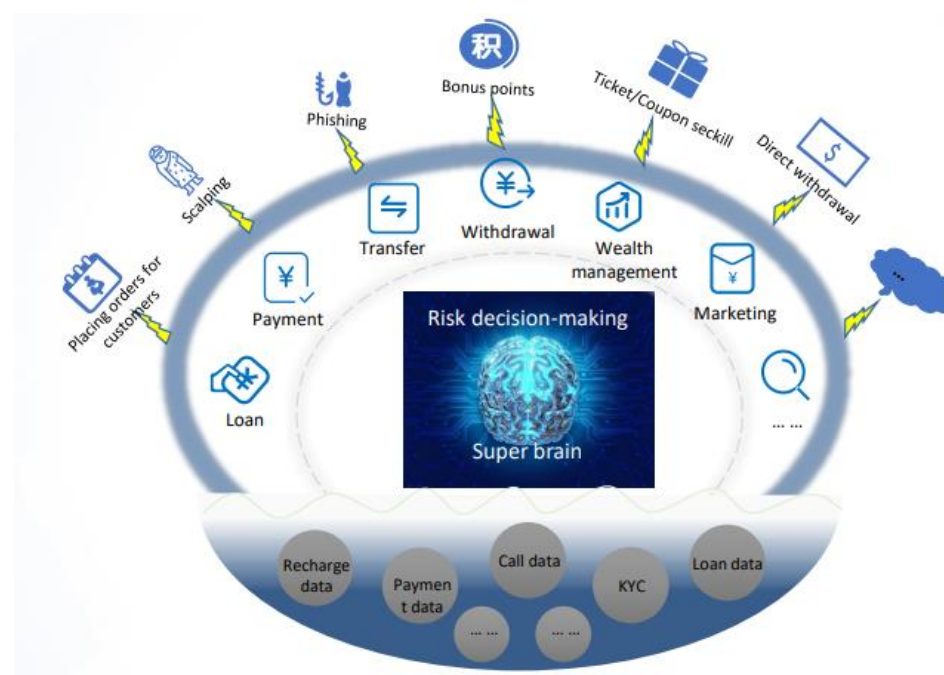 积
Bonus points
Ticket/Coupon seckill
$
Phishing
Direct withdrawal
Scalping
...
Placing orders for
customers
$
¥
Withdrawal
Transfer
Wealth
management
¥
Payment
¥
Marketing
¥
Loan
... ...
Risk decision-making
Super brain
Recharge
data
Paymen
t data
Call data
KYC
Loan data
... ...
... ...